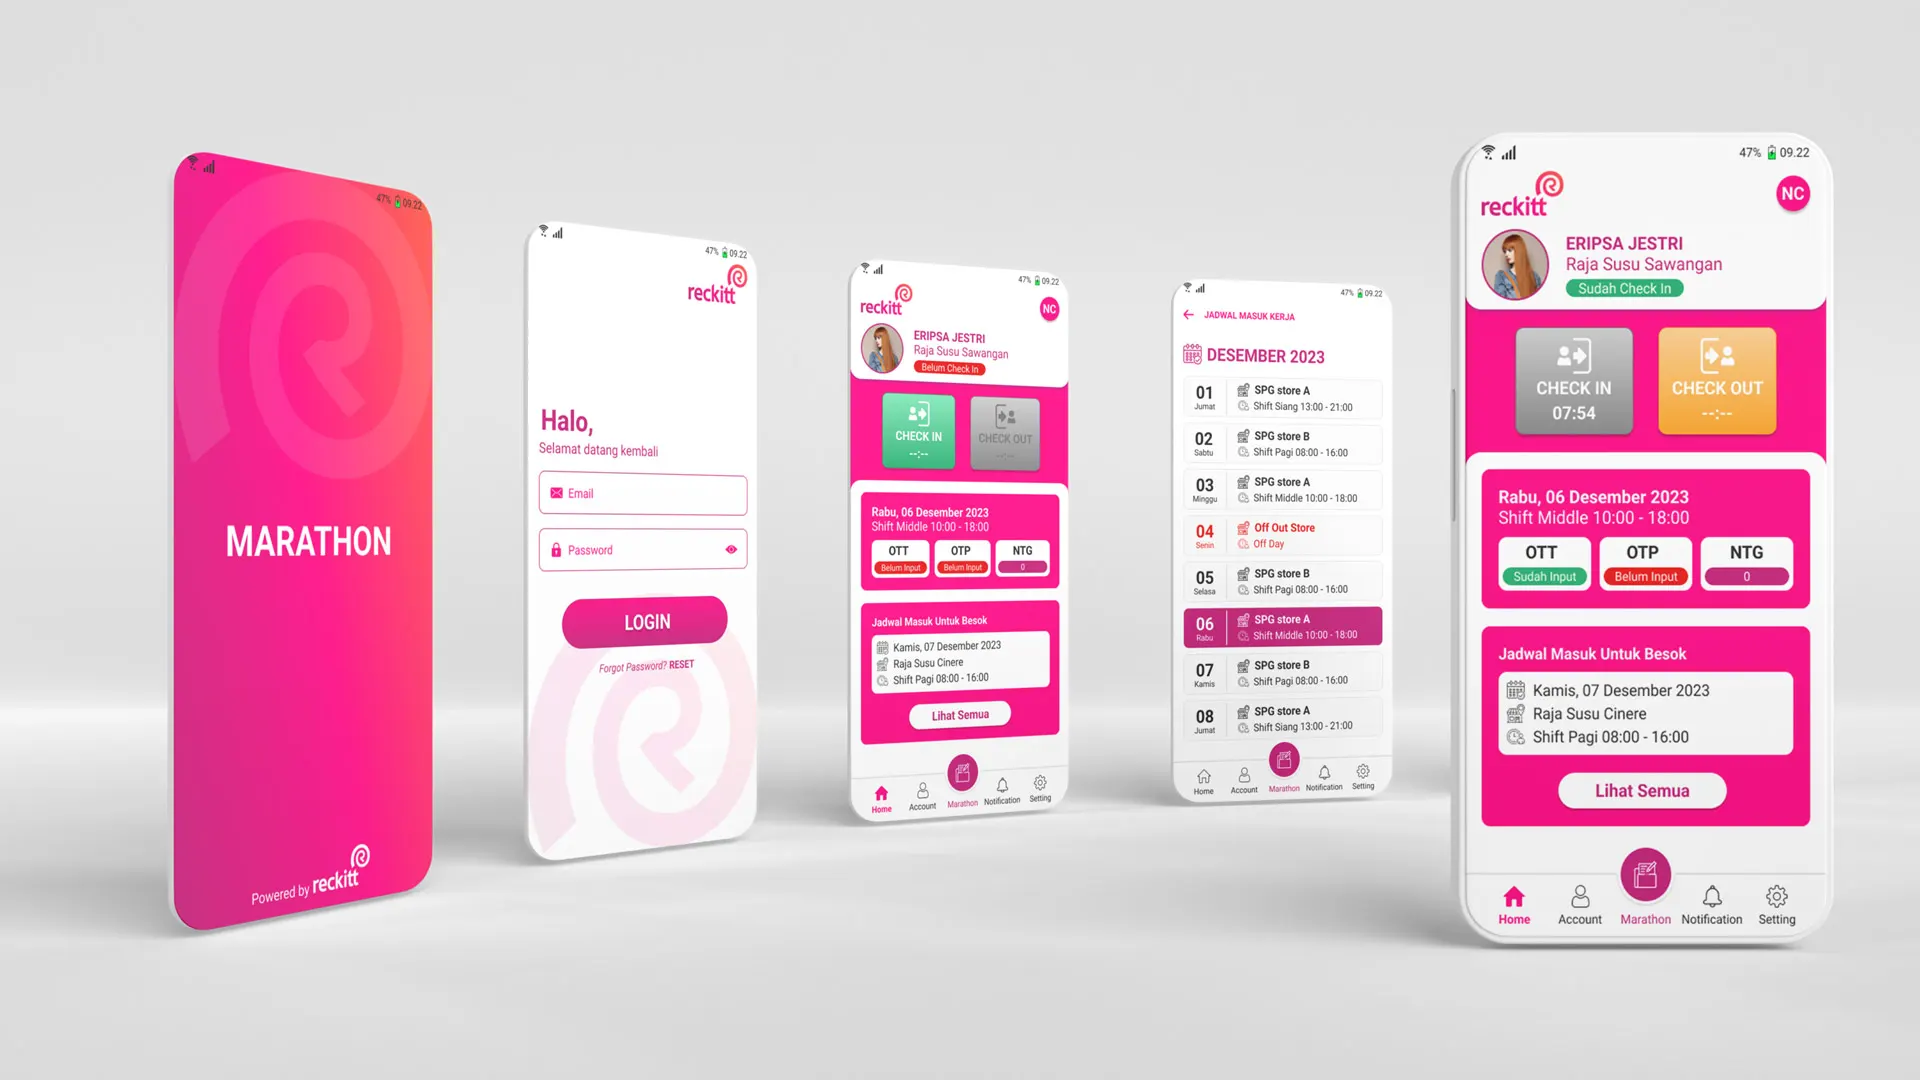 47% 09.22
MARATHON
Powered by reckitt
47% 09.22
reckitt
Halo,
Selamat datang kembali
Email
Password
LOGIN
Forgot Password? RESET
47% 09.22
reckitt
NC
ERIPSA JESTRI
Raja Susu Sawangan
Belum Check In
CHECK IN
--:--
CHECK OUT
Rabu, 06 Desember 2023
Shift Middle 10:00 - 18:00
OTT
Belum Input
OTP
Belum Input
NTG
0
Jadwal Masuk Untuk Besok
Kamis, 07 Desember 2023
Raja Susu Cinere
Shift Pagi 08:00 - 16:00
Lihat Semua
Home
Account
Marathon
Notification
Setting
47% 09.22
JADWAL MASUK KERJA
DESEMBER 2023
01 SPG store A
Jumat Shift Siang 13:00 - 21:00
02 SPG store B
Sabtu Shift Pagi 08:00 - 16:00
03 SPG store A
Minggu Shift Middle 10:00 - 18:00
04 Off Out Store
Senin Off Day
05 SPG store B
Selasa Shift Pagi 08:00 - 16:00
06 SPG store A
Rabu Shift Middle 10:00 - 18:00
07 SPG store B
Kamis Shift Pagi 08:00 - 16:00
08 SPG store A
Jumat Shift Siang 13:00 - 21:00
Home
Account
Marathon
Notification
Setting
47% 09.22
reckitt
NC
ERIPSA JESTRI
Raja Susu Sawangan
Sudah Check In
CHECK IN
07:54
CHECK OUT
--:--
Rabu, 06 Desember 2023
Shift Middle 10:00 - 18:00
OTT
Sudah Input
OTP
Belum Input
NTG
0
Jadwal Masuk Untuk Besok
Kamis, 07 Desember 2023
Raja Susu Cinere
Shift Pagi 08:00 - 16:00
Lihat Semua
Home
Account
Marathon
Notification
Setting